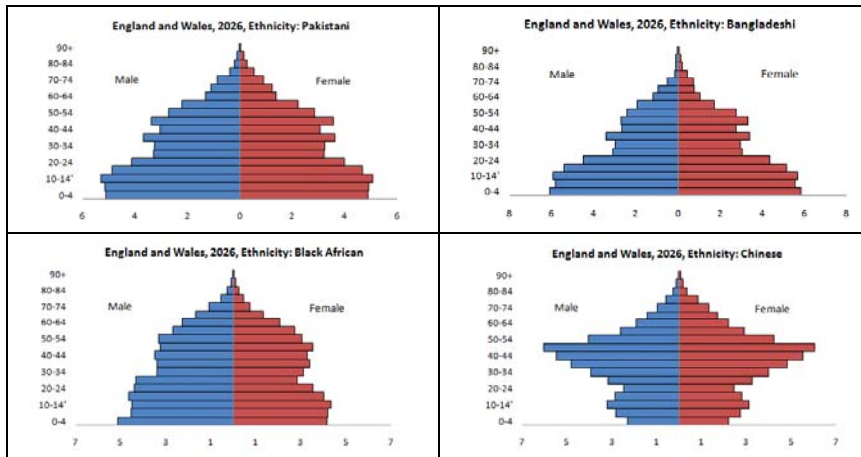 England and Wales, 2026, Ethnicity: Pakistani
90+
80-84
Male
Female
70-74
60-64
50-54
40-44
30-34
20-24
10-14'
0-4
6 4 2 0 2 4 6
England and Wales, 2026, Ethnicity: Bangladeshi
90+
80-84
Male
Female
70-74
60-64
50-54
40-44
30-34
20-24
10-14'
0-4
8 6 4 2 0 2 4 6 8
England and Wales, 2026, Ethnicity: Black African
90+
80-84
Male
Female
70-74
60-64
50-54
40-44
30-34
20-24
10-14'
0-4
7 5 3 1 1 3 5 7
England and Wales, 2026, Ethnicity: Chinese
90+
80-84
Male
Female
70-74
60-64
50-54
40-44
30-34
20-24
10-14'
0-4
7 5 3 1 1 3 5 7